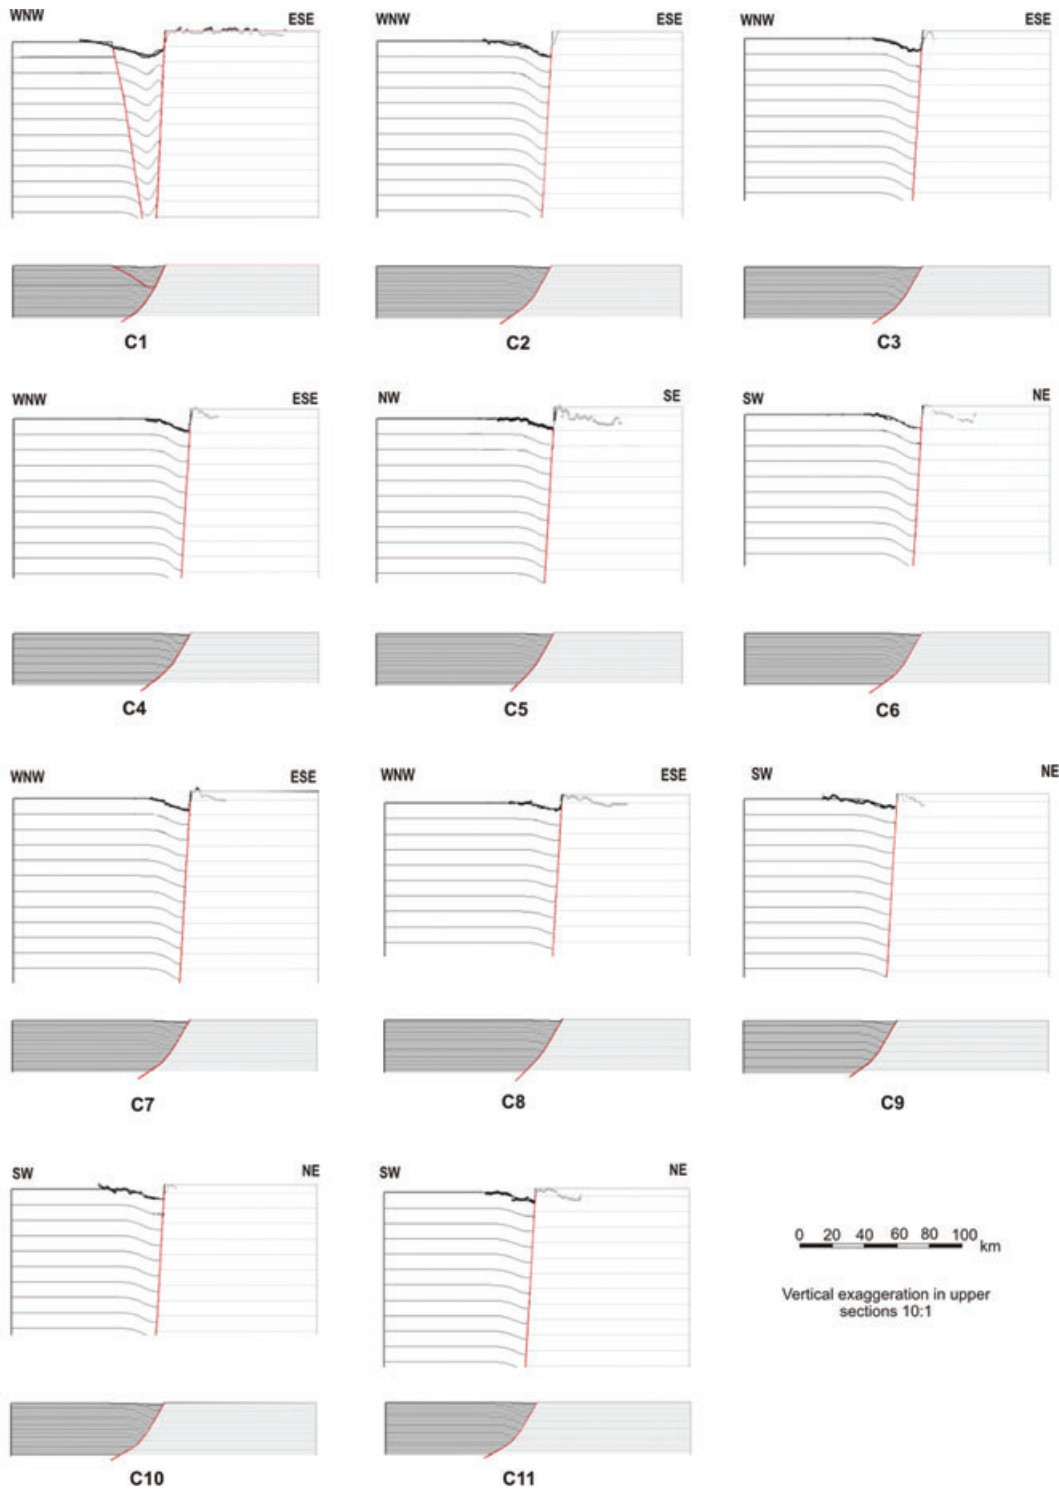 WNW ESE
WNW ESE
WNW ESE
C1
C2
C3
WNW ESE
NW SE
SW NE
C4
C5
C6
WNW ESE
WNW ESE
SW NE
C7
C8
C9
SW NE
SW NE
0 20 40 60 80 100 km
Vertical exaggeration in upper
sections 10:1
C10
C11